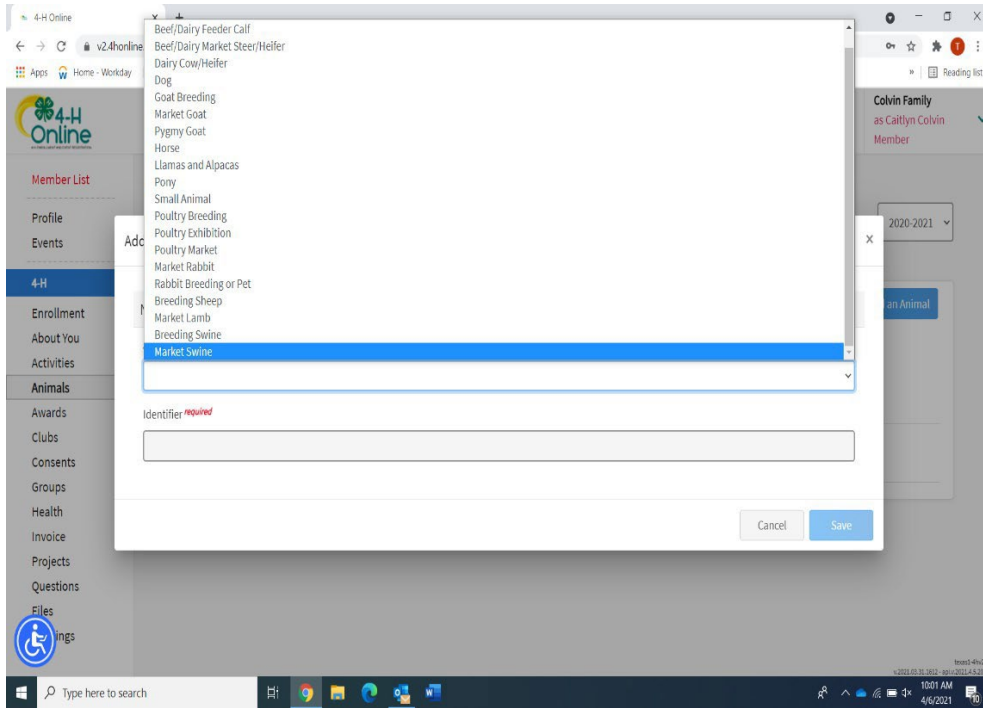 4-H Online
v2.4honline
Apps Home - Workday
Reading list
4-H
Online
Colvin Family
as Caitlyn Colvin
Member
Member List
Profile
Events
4-H
Enrollment
About You
Activities
Animals
Awards
Clubs
Consents
Groups
Health
Invoice
Projects
Questions
Files
ings
2020-2021
Add
x
an Animal
Beef/Dairy Feeder Calf
Beef/Dairy Market Steer/Heifer
Dairy Cow/Heifer
Dog
Goat Breeding
Market Goat
Pygmy Goat
Horse
Llamas and Alpacas
Pony
Small Animal
Poultry Breeding
Poultry Exhibition
Poultry Market
Market Rabbit
Rabbit Breeding or Pet
Breeding Sheep
Market Lamb
Breeding Swine
Market Swine
Identifier required
Cancel Save
Type here to search
10:01 AM
4/6/2021